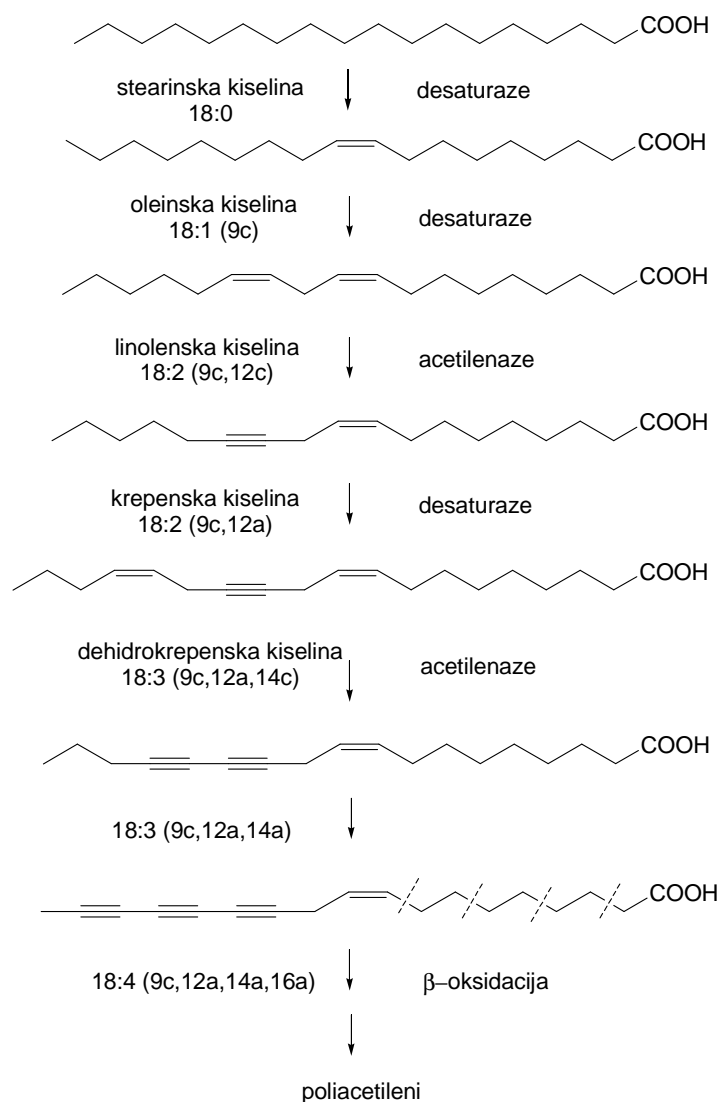 COOH
stearinska kiselina
18:0
desaturaze
COOH
oleinska kiselina
18:1 (9c)
desaturaze
COOH
linolenska kiselina
18:2 (9c,12c)
acetilenaze
COOH
krepenska kiselina
18:2 (9c,12a)
desaturaze
COOH
dehidrokrepenska kiselina
18:3 (9c,12a,14c)
acetilenaze
COOH
18:3 (9c,12a,14a)
COOH
18:4 (9c,12a,14a,16a)
β–oksidacija
poliacetileni